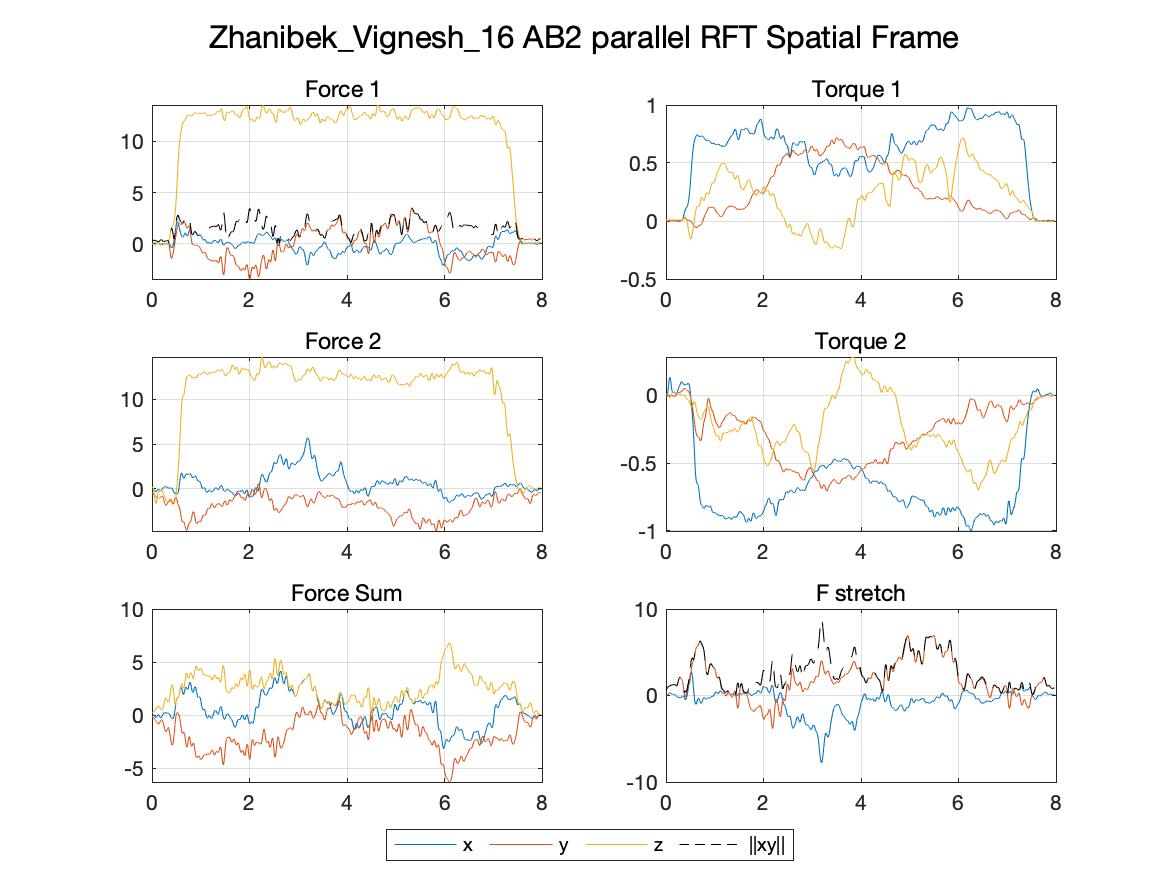 Zhanibek_Vignesh_16 AB2 parallel RFT Spatial Frame
Force 1
10
5
0
0 2 4 6 8
Torque 1
1
0.5
0
-0.5
0 2 4 6 8
Force 2
10
5
0
0 2 4 6 8
Torque 2
0
-0.5
-1
0 2 4 6 8
Force Sum
10
5
0
-5
0 2 4 6 8
F stretch
10
0
-10
0 2 4 6 8
x y z ||xy||